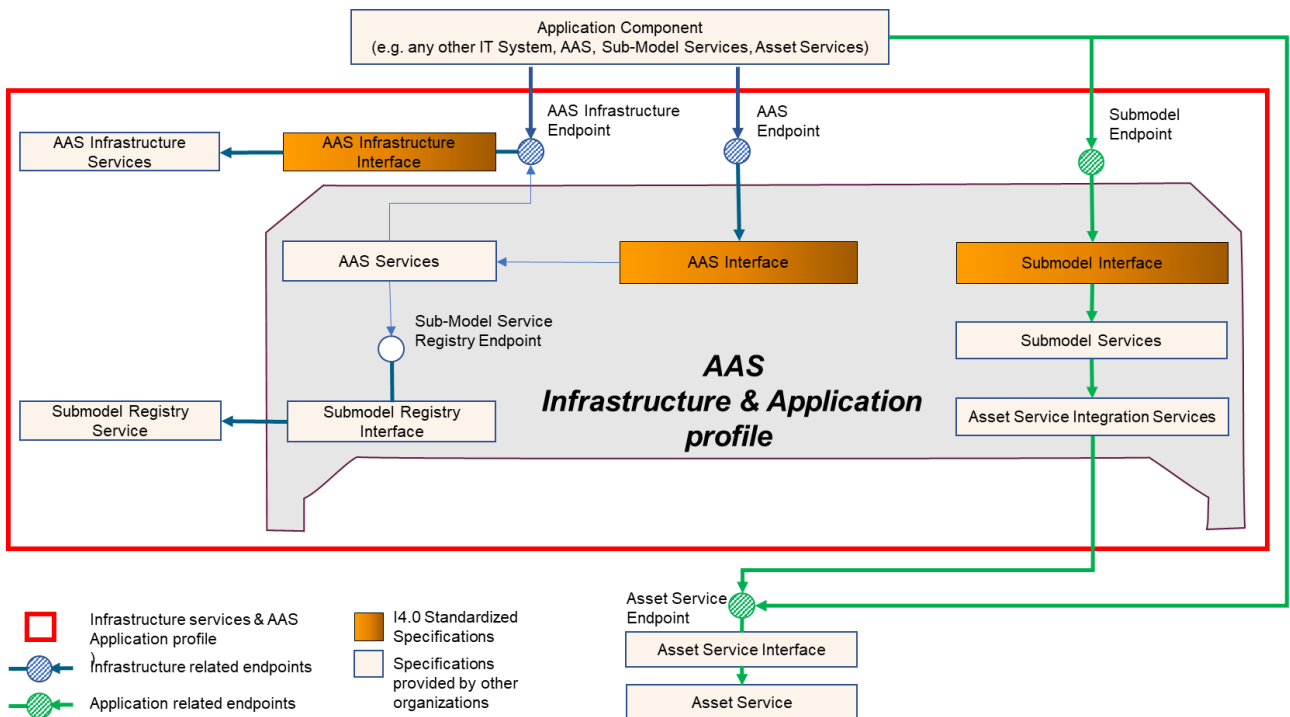 Application Component
(e.g. any other IT System, AAS, Sub-Model Services, Asset Services)
AAS Infrastructure
Endpoint
AAS
Endpoint
Submodel
Endpoint
AAS Infrastructure
Services
AAS Infrastructure
Interface
AAS Services
AAS Interface
Submodel Interface
Sub-Model Service
Registry Endpoint
Submodel Services
AAS
Infrastructure & Application
profile
Submodel Registry
Service
Submodel Registry
Interface
Asset Service Integration Services
Infrastructure services & AAS
Application profile
)
Infrastructure related endpoints
Application related endpoints
I4.0 Standardized
Specifications
Specifications
provided by other
organizations
Asset Service
Endpoint
Asset Service Interface
Asset Service